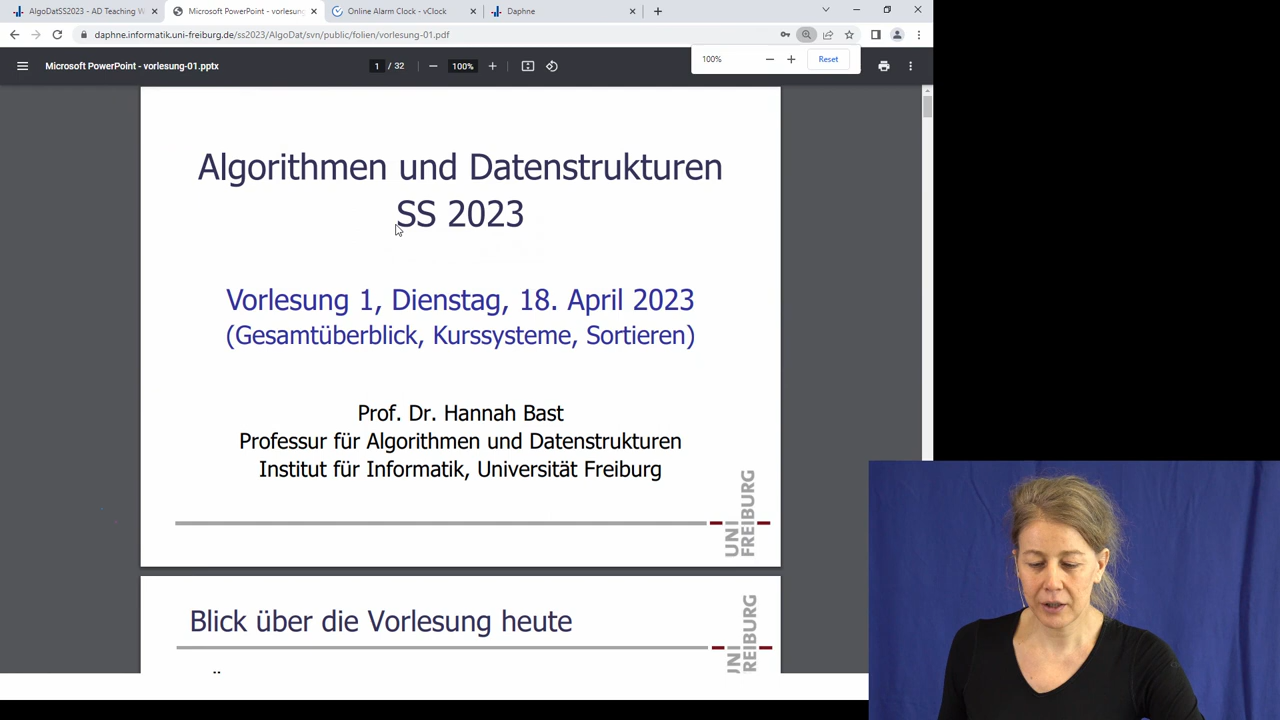 AlgoDatSS2023 - AD Teaching W
Microsoft PowerPoint - vorlesung-
Online Alarm Clock - vClock
Daphne
daphne.informatik.uni-freiburg.de/ss2023/AlgoDat/svn/public/folien/vorlesung-01.pdf
Microsoft PowerPoint - vorlesung-01.pptx
1 / 32
100%
100%
Reset
Algorithmen und Datenstrukturen
SS 2023
Vorlesung 1, Dienstag, 18. April 2023
(Gesamtüberblick, Kurssysteme, Sortieren)
Prof. Dr. Hannah Bast
Professur für Algorithmen und Datenstrukturen
Institut für Informatik, Universität Freiburg
UNI
FREIBURG
Blick über die Vorlesung heute
UNI
FREIBURG